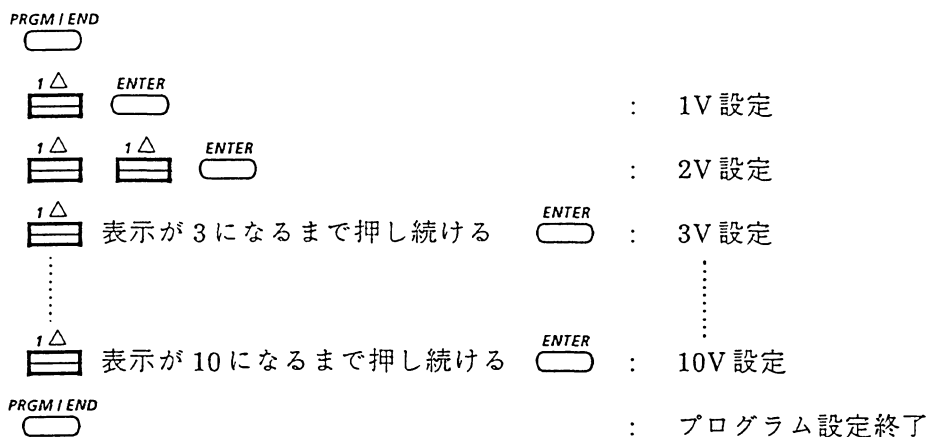 PRGM / END
1 △ ENTER : 1V 設定
1 △ 1 △ ENTER : 2V 設定
1 △ 表示が 3 になるまで押し続ける ENTER : 3V 設定
1 △ 表示が 10 になるまで押し続ける ENTER : 10V 設定
PRGM / END : プログラム設定終了